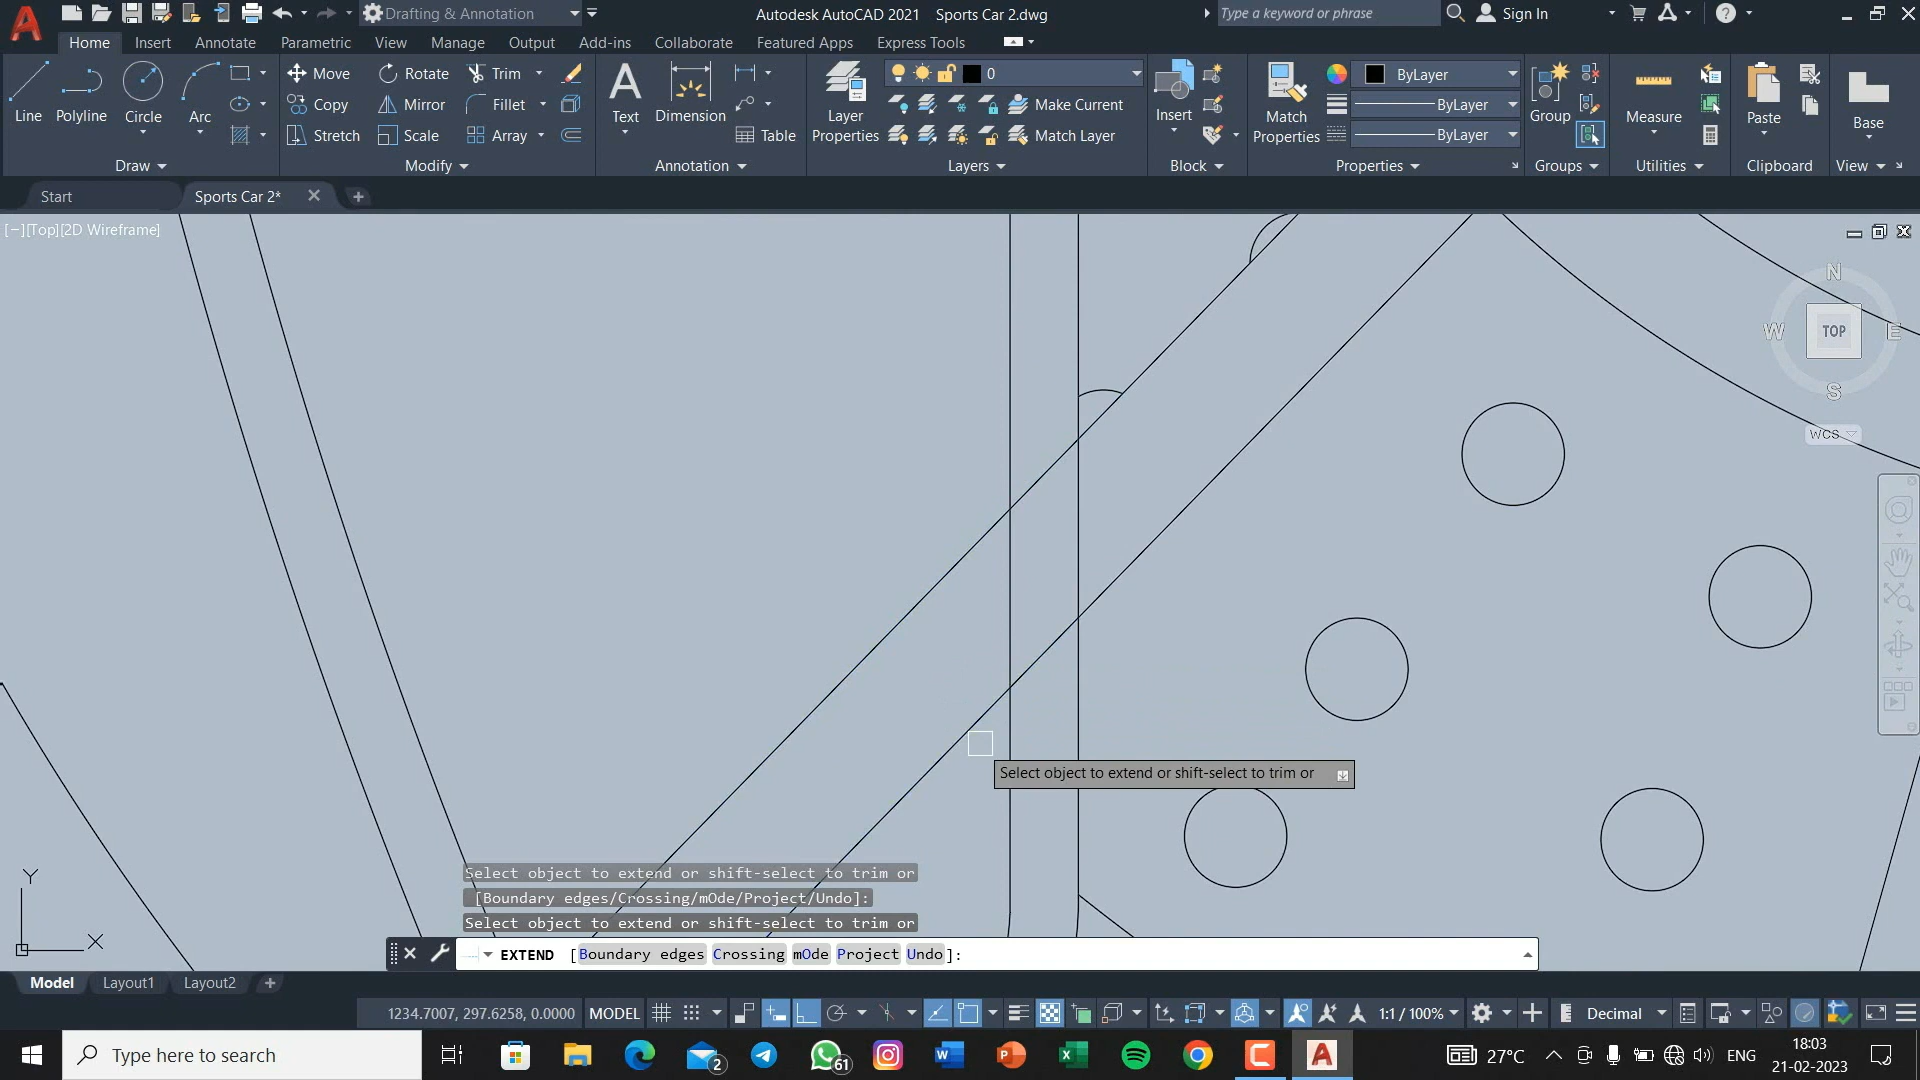 Drafting & Annotation
Autodesk AutoCAD 2021 Sports Car 2.dwg
Type a keyword or phrase
Sign In
Home Insert Annotate Parametric View Manage Output Add-ins Collaborate Featured Apps Express Tools
Line Polyline Circle Arc
Move Rotate Trim
Copy Mirror Fillet
Stretch Scale Array
Text Dimension Table
Layer Properties
0
Make Current
Match Layer
Insert
Match Properties
ByLayer
ByLayer
ByLayer
Group
Measure
Paste
Base
Draw Modify Annotation Layers Block Properties Groups Utilities Clipboard View
Start Sports Car 2*
[−][Top][2D Wireframe]
N
W TOP E
S
WCS
Select object to extend or shift-select to trim or
Y
X
Select object to extend or shift-select to trim or
[Boundary edges/Crossing/mOde/Project/Undo]:
Select object to extend or shift-select to trim or
EXTEND [Boundary edges Crossing mOde Project Undo]:
Model Layout1 Layout2
1234.7007, 297.6258, 0.0000 MODEL 1:1 / 100% Decimal
Type here to search
2
61
27°C
ENG
18:03
21-02-2023